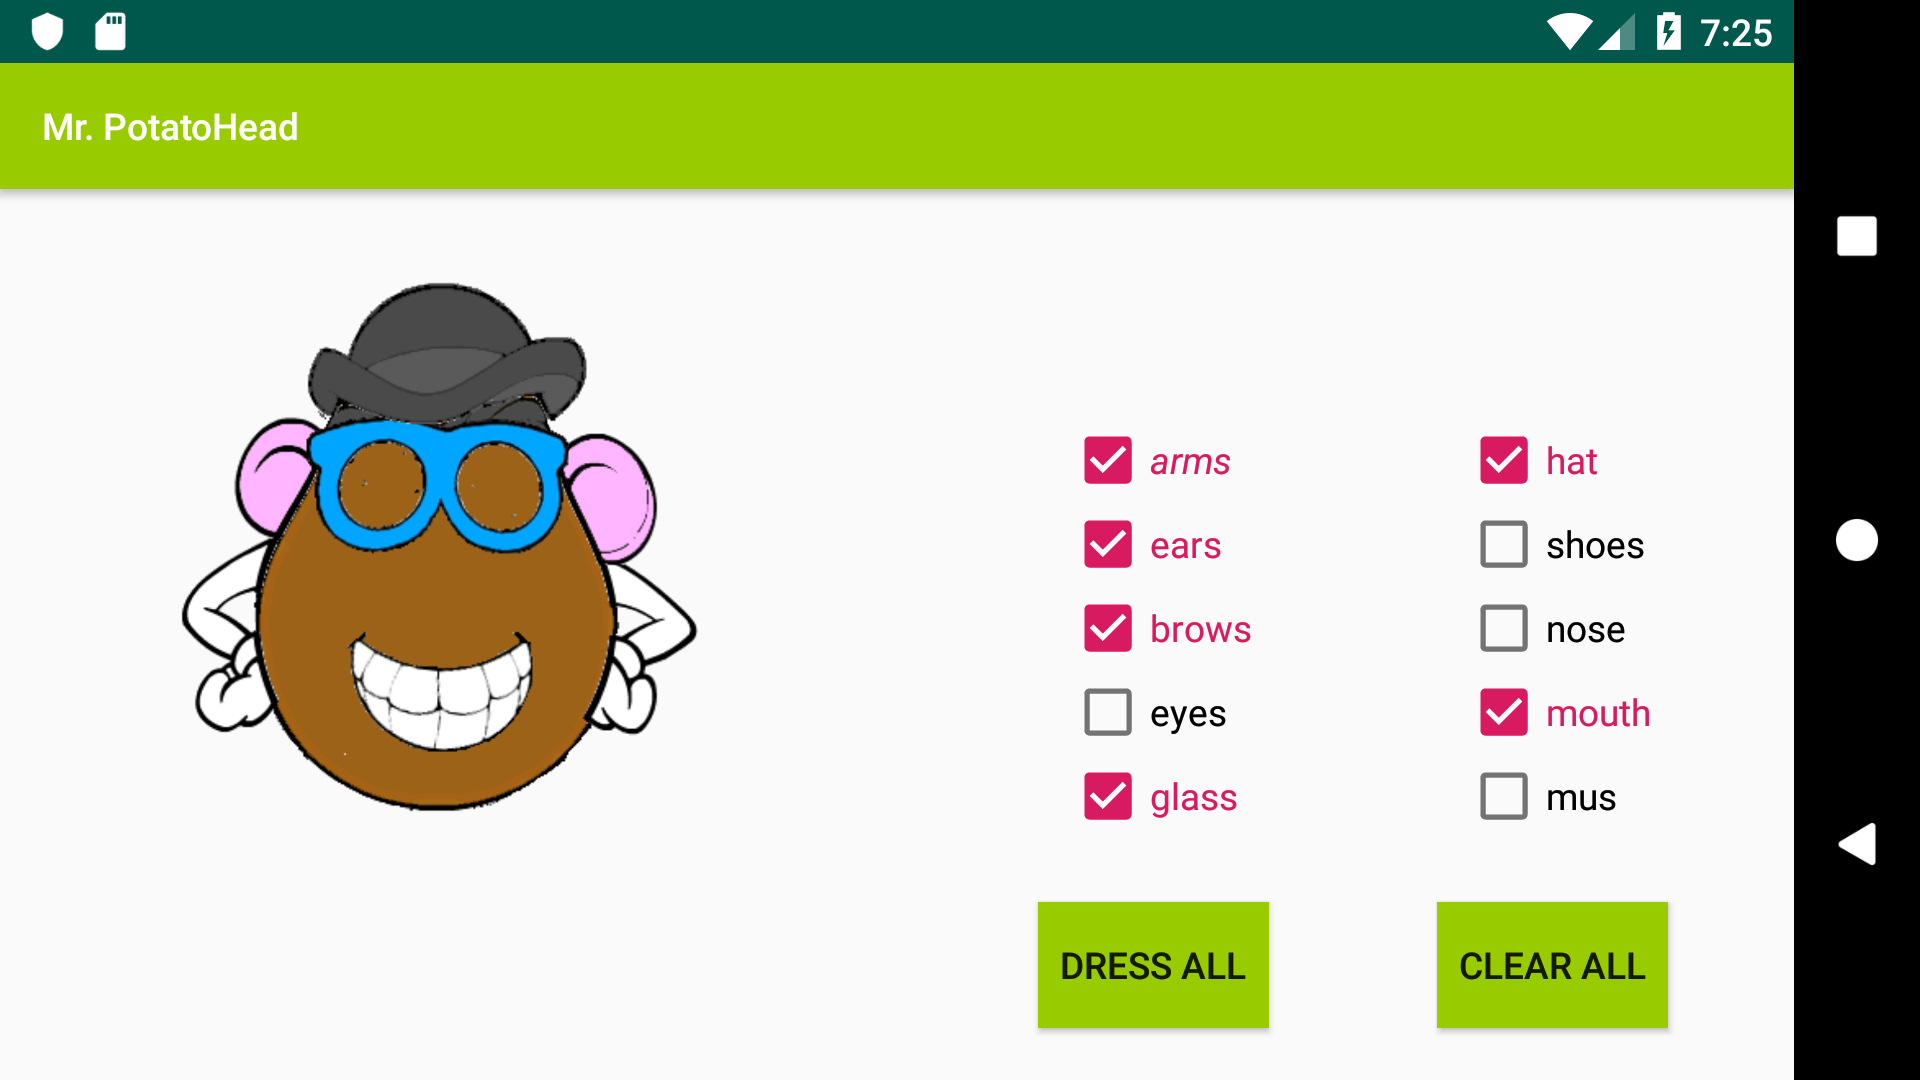 7:25
Mr. PotatoHead
arms
hat
ears
shoes
brows
nose
eyes
mouth
glass
mus
DRESS ALL
CLEAR ALL